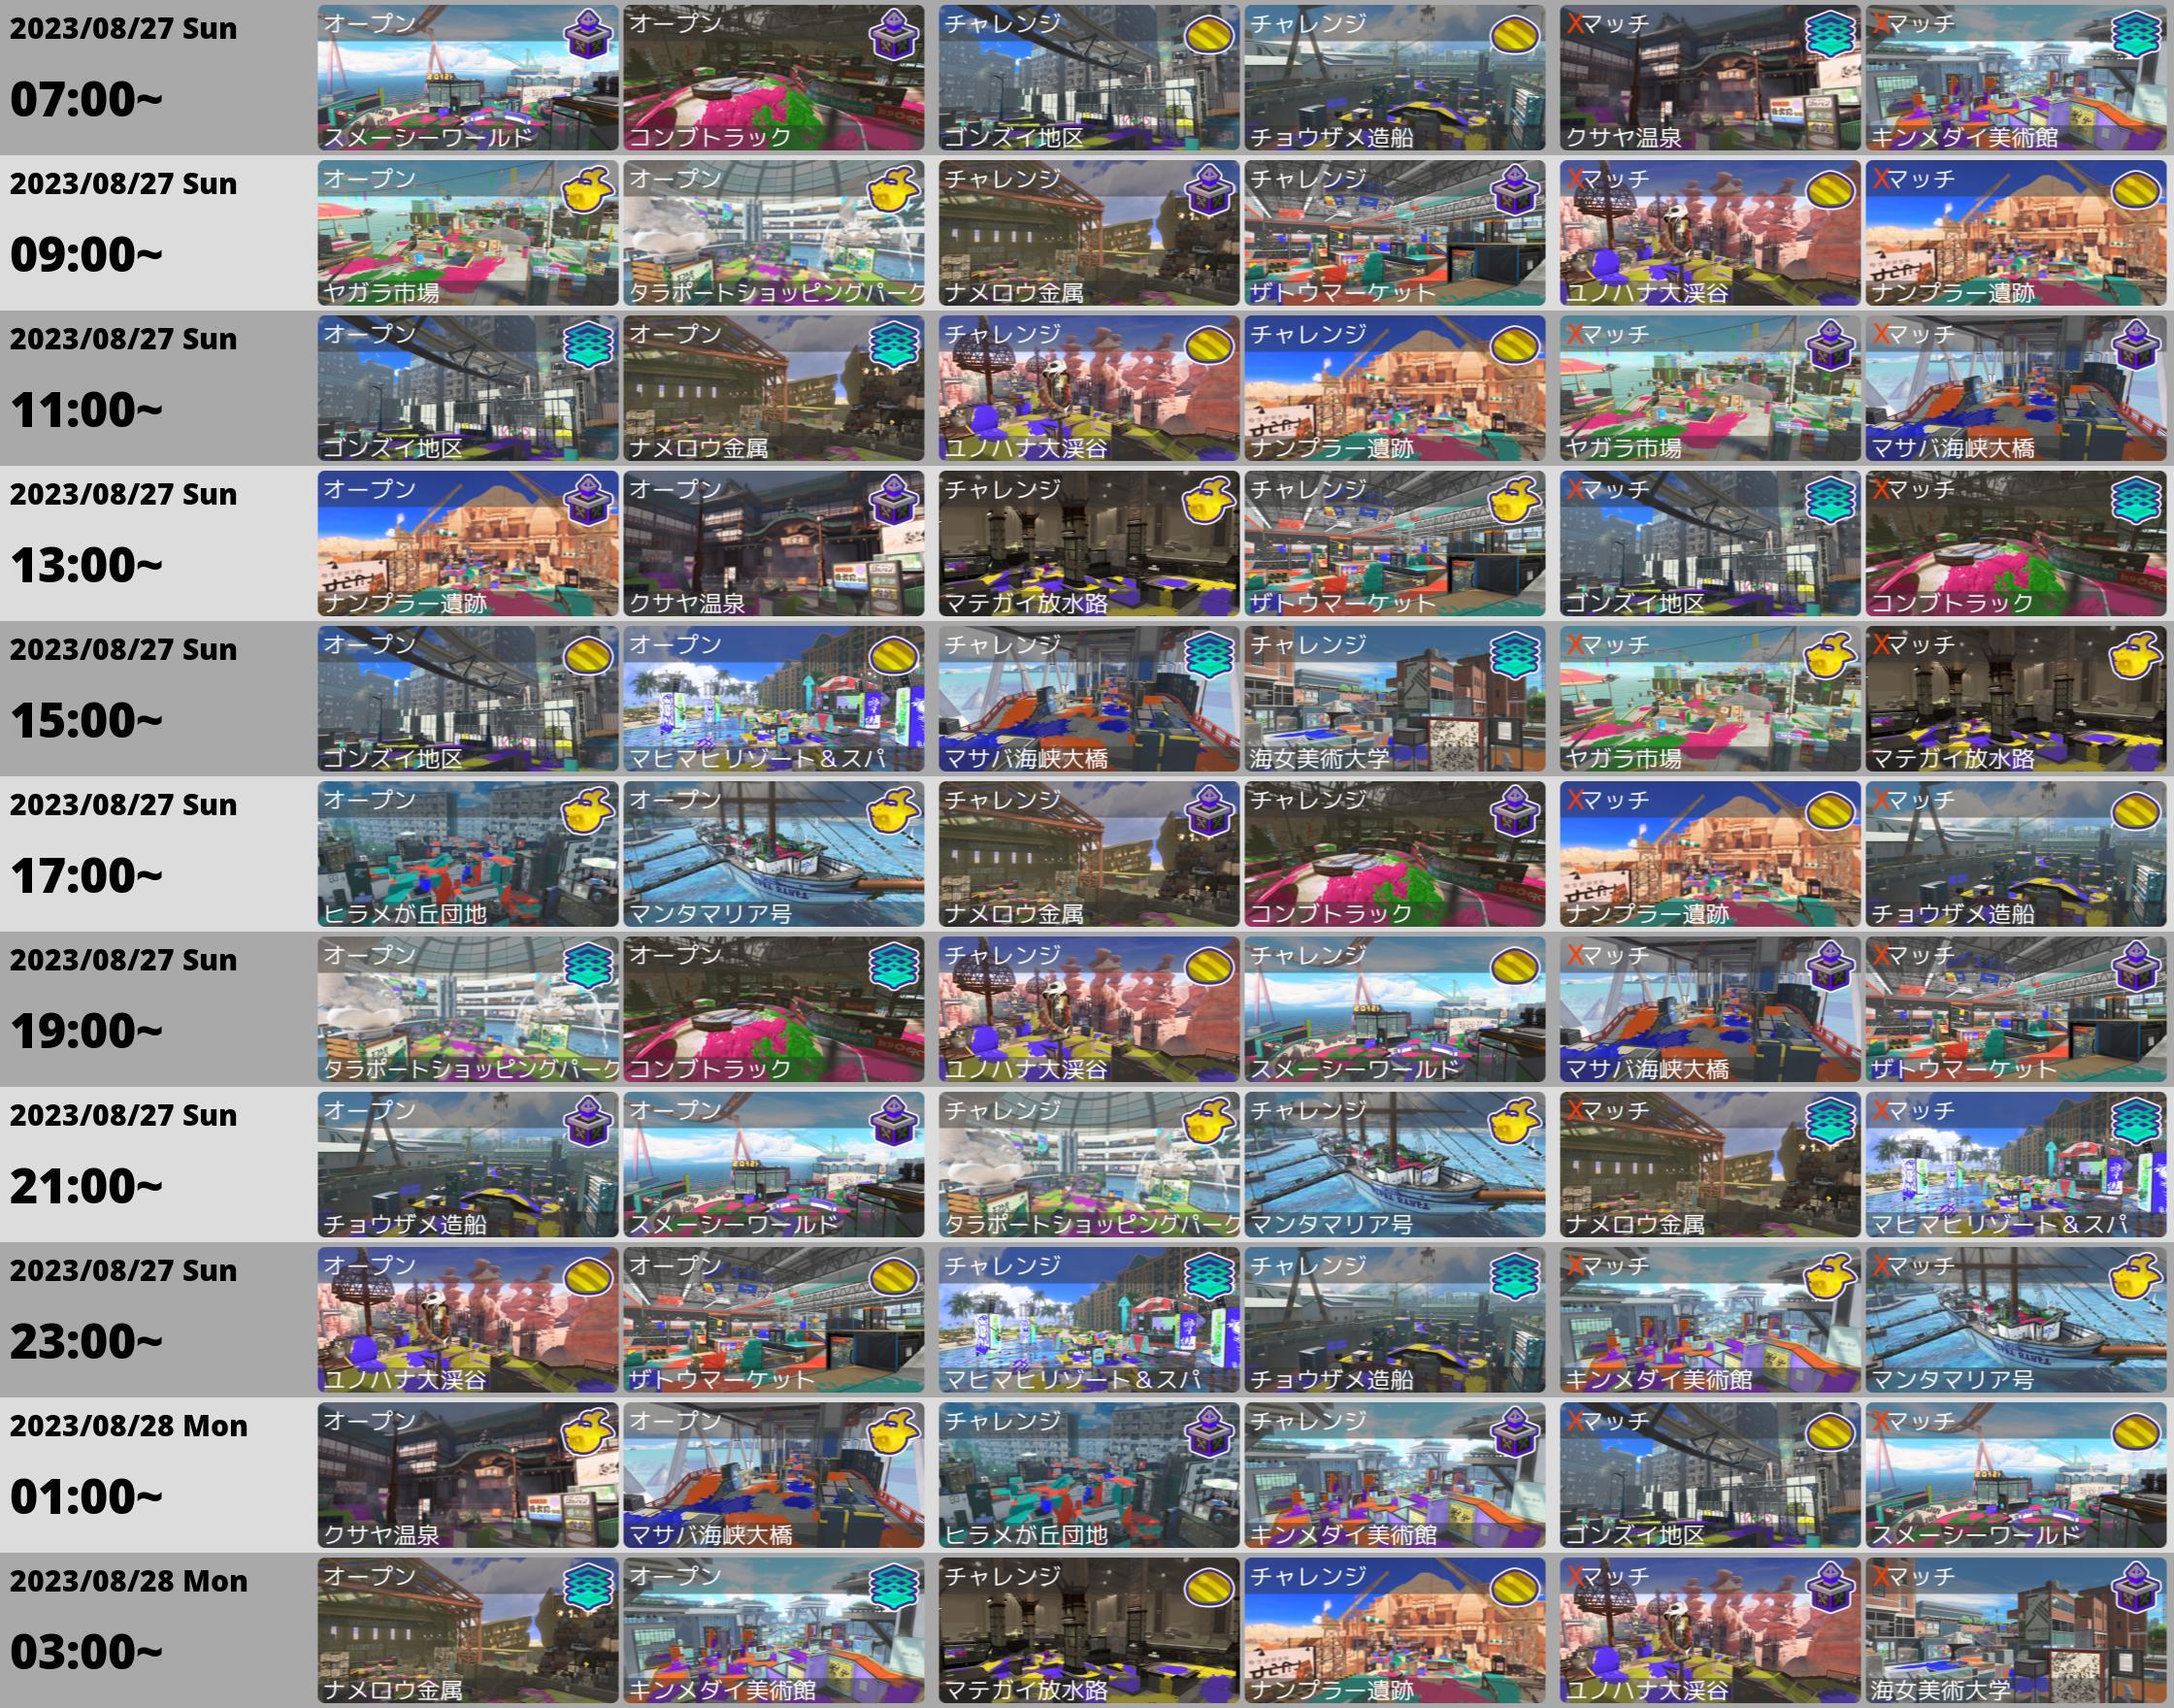 2023/08/27 Sun
07:00~
オープン
スメーシーワールド
オープン
コンブトラック
チャレンジ
ゴンズイ地区
チャレンジ
チョウザメ造船
Xマッチ
クサヤ温泉
Xマッチ
キンメダイ美術館
2023/08/27 Sun
09:00~
オープン
ヤガラ市場
オープン
タラポートショッピングパーク
チャレンジ
ナメロウ金属
チャレンジ
ザトウマーケット
Xマッチ
ユノハナ大渓谷
Xマッチ
ナンプラー遺跡
2023/08/27 Sun
11:00~
オープン
ゴンズイ地区
オープン
ナメロウ金属
チャレンジ
ユノハナ大渓谷
チャレンジ
ナンプラー遺跡
Xマッチ
ヤガラ市場
Xマッチ
マサバ海峡大橋
2023/08/27 Sun
13:00~
オープン
ナンプラー遺跡
オープン
クサヤ温泉
チャレンジ
マテガイ放水路
チャレンジ
ザトウマーケット
Xマッチ
ゴンズイ地区
Xマッチ
コンブトラック
2023/08/27 Sun
15:00~
オープン
ゴンズイ地区
オープン
マヒマヒリゾート＆スパ
チャレンジ
マサバ海峡大橋
チャレンジ
海女美術大学
Xマッチ
ヤガラ市場
Xマッチ
マテガイ放水路
2023/08/27 Sun
17:00~
オープン
ヒラメが丘団地
オープン
マンタマリア号
チャレンジ
ナメロウ金属
チャレンジ
コンブトラック
Xマッチ
ナンプラー遺跡
Xマッチ
チョウザメ造船
2023/08/27 Sun
19:00~
オープン
タラポートショッピングパーク
オープン
コンブトラック
チャレンジ
ユノハナ大渓谷
チャレンジ
スメーシーワールド
Xマッチ
マサバ海峡大橋
Xマッチ
ザトウマーケット
2023/08/27 Sun
21:00~
オープン
チョウザメ造船
オープン
スメーシーワールド
チャレンジ
タラポートショッピングパーク
チャレンジ
マンタマリア号
Xマッチ
ナメロウ金属
Xマッチ
マヒマヒリゾート＆スパ
2023/08/27 Sun
23:00~
オープン
ユノハナ大渓谷
オープン
ザトウマーケット
チャレンジ
マヒマヒリゾート＆スパ
チャレンジ
チョウザメ造船
Xマッチ
キンメダイ美術館
Xマッチ
マンタマリア号
2023/08/28 Mon
01:00~
オープン
クサヤ温泉
オープン
マサバ海峡大橋
チャレンジ
ヒラメが丘団地
チャレンジ
キンメダイ美術館
Xマッチ
ゴンズイ地区
Xマッチ
スメーシーワールド
2023/08/28 Mon
03:00~
オープン
ナメロウ金属
オープン
キンメダイ美術館
チャレンジ
マテガイ放水路
チャレンジ
ナンプラー遺跡
Xマッチ
ユノハナ大渓谷
Xマッチ
海女美術大学